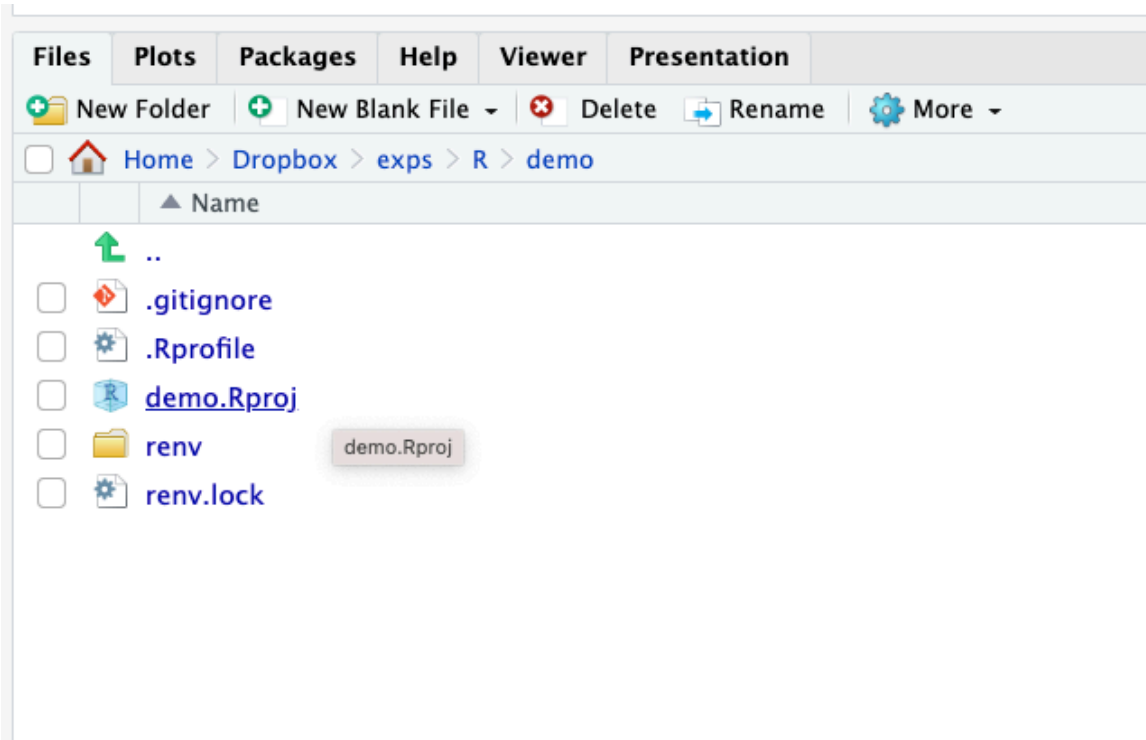 Files Plots Packages Help Viewer Presentation
New Folder New Blank File Delete Rename More
Home > Dropbox > exps > R > demo
Name
..
.gitignore
.Rprofile
demo.Rproj
renv
demo.Rproj
renv.lock